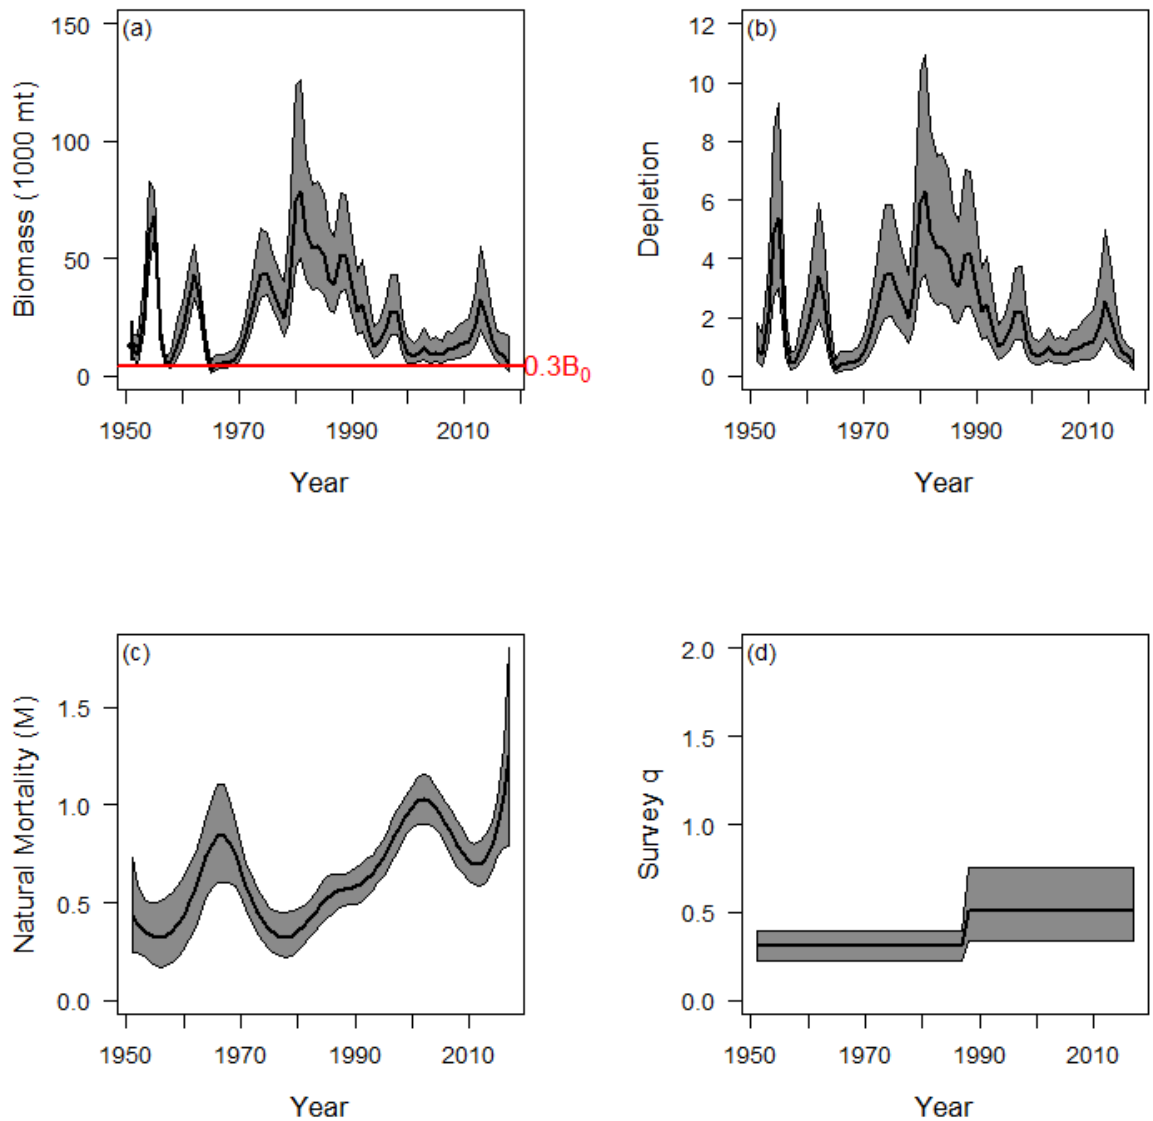 (a)
Biomass (1000 mt)
150
100
50
0
0.3B0
1950 1970 1990 2010
Year
(b)
Depletion
12
10
8
6
4
2
0
1950 1970 1990 2010
Year
(c)
Natural Mortality (M)
1.5
1.0
0.5
0.0
1950 1970 1990 2010
Year
(d)
Survey q
2.0
1.5
1.0
0.5
0.0
1950 1970 1990 2010
Year